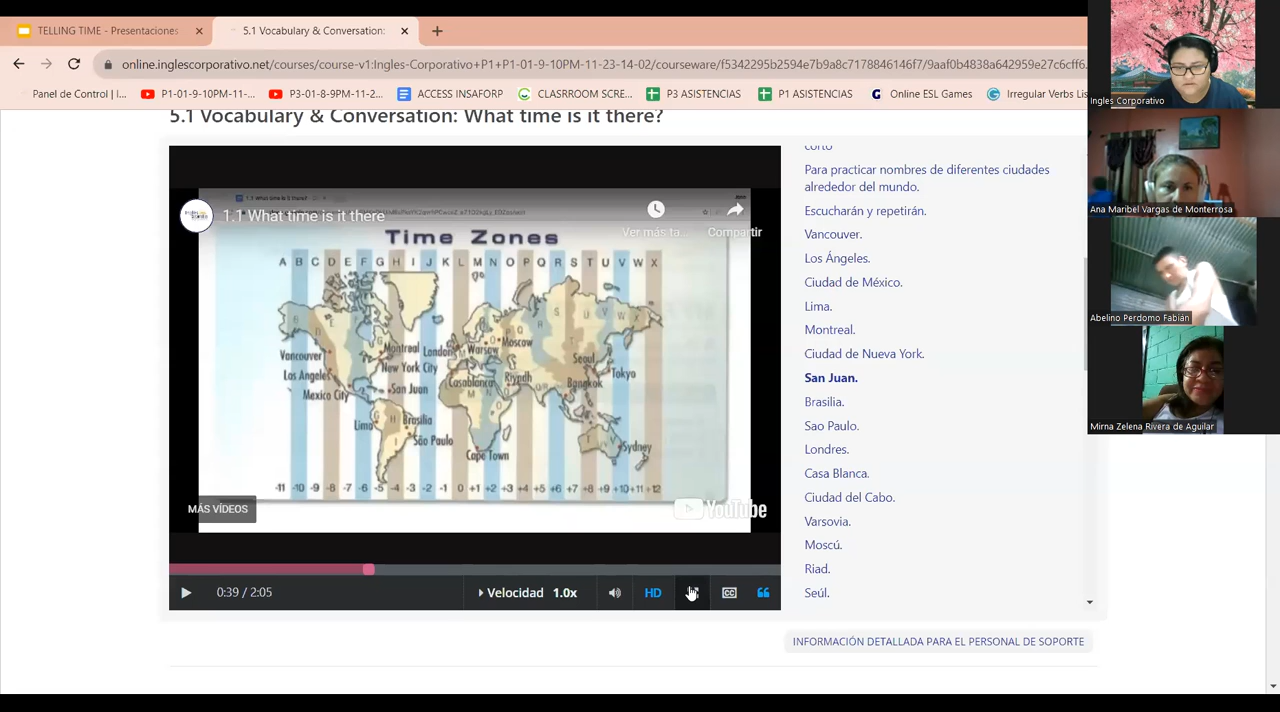 TELLING TIME - Presentaciones
5.1 Vocabulary & Conversation:
online.inglescorporativo.net/courses/course-v1:Ingles-Corporativo+P1+P1-01-9-10PM-11-23-14-02/courseware/f5342295b2594e7b9a8c7178846146f7/9aaf0b4838a642959e27c6cff6.
Panel de Control | I...
P1-01-9-10PM-11-...
P3-01-8-9PM-11-2...
ACCESS INSAFORP
CLASRROOM SCRE...
P3 ASISTENCIAS
P1 ASISTENCIAS
Online ESL Games
Irregular Verbs Lis
5.1 Vocabulary & Conversation: What time is it there?
1.1 What time is it there
Ver más ta...
Compartir
Time Zones
A B C D E F G H I J K L M N O P Q R S T U V W X
Vancouver
Los Angeles
Mexico City
Montreal
New York City
San Juan
Lima
Brasilia
São Paulo
London
Casablanca
Warsaw
Moscow
Riyadh
Cape Town
Seoul
Bangkok
Tokyo
Sydney
-11 -10 -9 -8 -7 -6 -5 -4 -3 -2 -1 0 +1 +2 +3 +4 +5 +6 +7 +8 +9 +10 +11 +12
MÁS VÍDEOS
YouTube
0:39 / 2:05
Velocidad 1.0x
HD
CC
corto
Para practicar nombres de diferentes ciudades
alrededor del mundo.
Escucharán y repetirán.
Vancouver.
Los Ángeles.
Ciudad de México.
Lima.
Montreal.
Ciudad de Nueva York.
San Juan.
Brasilia.
Sao Paulo.
Londres.
Casa Blanca.
Ciudad del Cabo.
Varsovia.
Moscú.
Riad.
Seúl.
INFORMACIÓN DETALLADA PARA EL PERSONAL DE SOPORTE
Ingles Corporativo
Ana Maribel Vargas de Monterrosa
Abelino Perdomo Fabián
Mirna Zelena Rivera de Aguilar